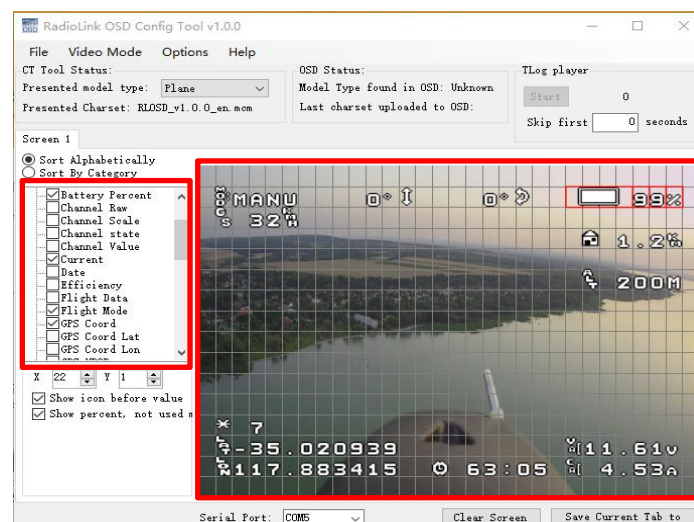 RadioLink OSD Config Tool v1.0.0
File Video Mode Options Help
CT Tool Status: OSD Status: TLog player
Presented model type: Plane Model Type found in OSD: Unknown Start 0
Presented Charset: RLOSD_v1.0.0_en.mcm Last charset uploaded to OSD:
Skip first 0 seconds
Screen 1
Sort Alphabetically
Sort By Category
Battery Percent
Channel Raw
Channel Scale
Channel state
Channel Value
Current
Date
Efficiency
Flight Data
Flight Mode
GPS Coord
GPS Coord Lat
GPS Coord Lon
X 22 Y 1
Show icon before value
Show percent, not used m
MANU 0° 0° 99%
GS 32
1.2
200M
7
-35.020939 11.61V
117.883415 63:05 4.53A
Serial Port: COM5 Clear Screen Save Current Tab to